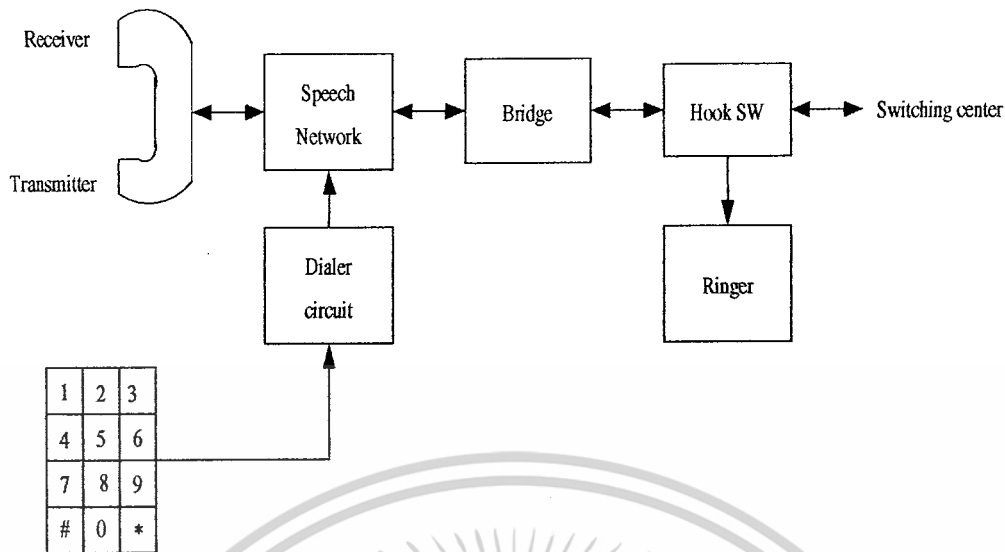 Receiver
Transmitter
Speech
Network
Bridge
Hook SW
Switching center
Dialer
circuit
Ringer
1 2 3
4 5 6
7 8 9
# 0 *